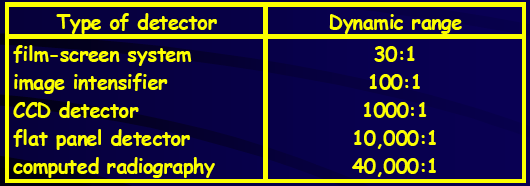 Type of detector Dynamic range
film-screen system 30:1
image intensifier 100:1
CCD detector 1000:1
flat panel detector 10,000:1
computed radiography 40,000:1